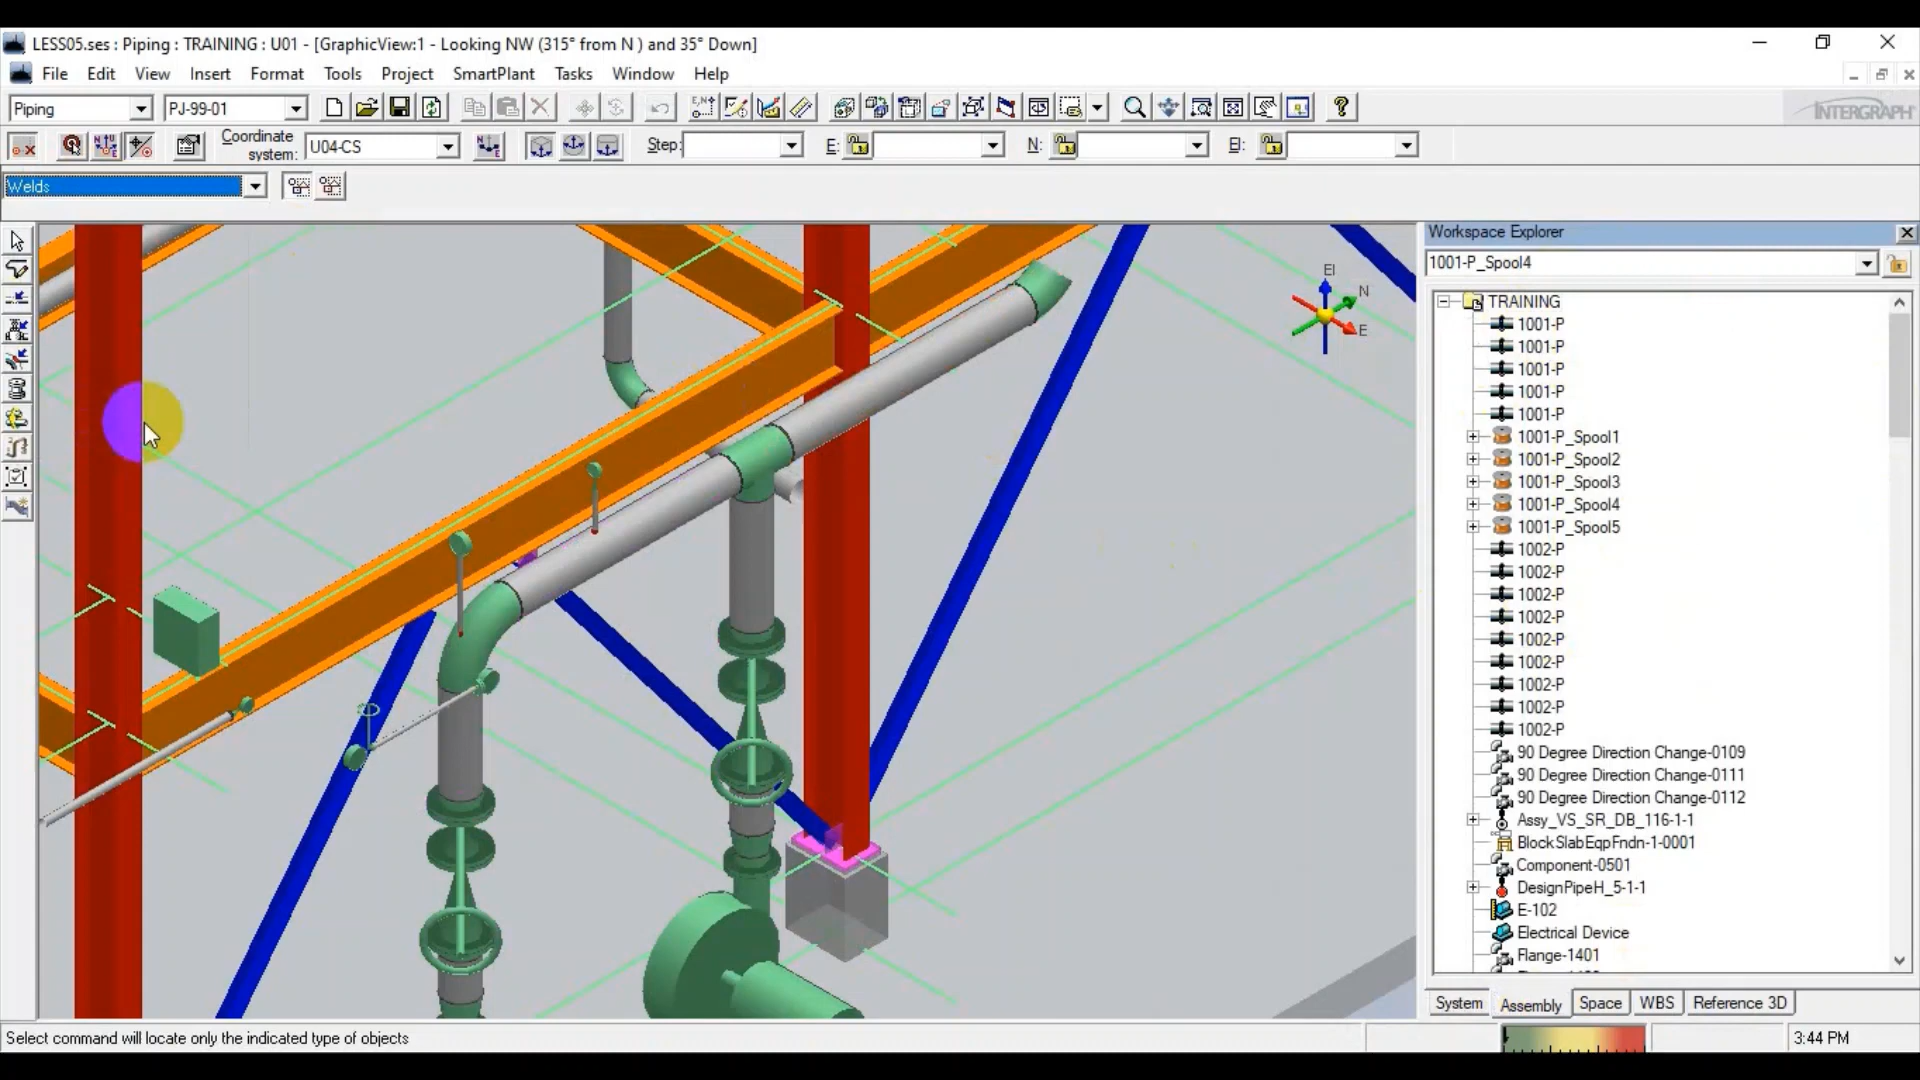 LESS05.ses : Piping : TRAINING : U01 - [GraphicView:1 - Looking NW (315° from N ) and 35° Down]
File Edit View Insert Format Tools Project SmartPlant Tasks Window Help
Piping PJ-99-01 INTERGRAPH
Coordinate system: U04-CS Step: E: N: El:
Welds
Workspace Explorer
1001-P_Spool4
El
N
E
TRAINING
1001-P
1001-P
1001-P
1001-P
1001-P
1001-P_Spool1
1001-P_Spool2
1001-P_Spool3
1001-P_Spool4
1001-P_Spool5
1002-P
1002-P
1002-P
1002-P
1002-P
1002-P
1002-P
1002-P
1002-P
90 Degree Direction Change-0109
90 Degree Direction Change-0111
90 Degree Direction Change-0112
Assy_VS_SR_DB_116-1-1
BlockSlabEqpFndn-1-0001
Component-0501
DesignPipeH_5-1-1
E-102
Electrical Device
Flange-1401
System Assembly Space WBS Reference 3D
Select command will locate only the indicated type of objects
3:44 PM